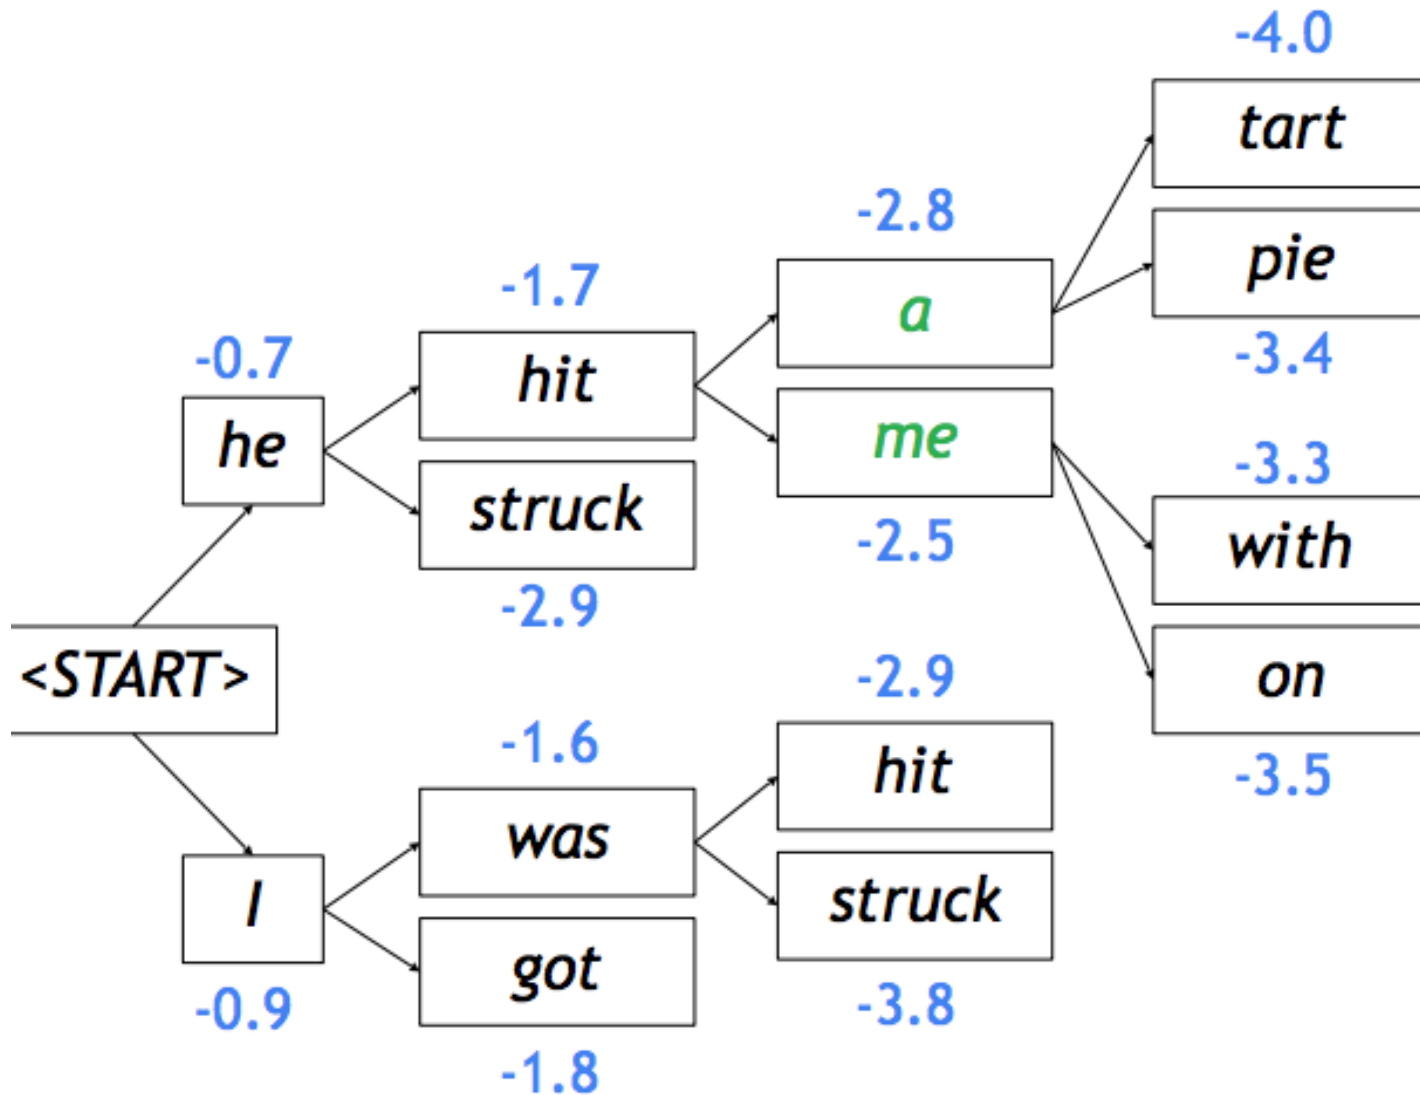 -4.0
tart
-2.8
pie
-1.7
a
-3.4
-0.7
hit
me
-3.3
he
struck
-2.5
with
-2.9
<START>
-2.9
on
-1.6
hit
-3.5
was
I
struck
got
-0.9
-3.8
-1.8